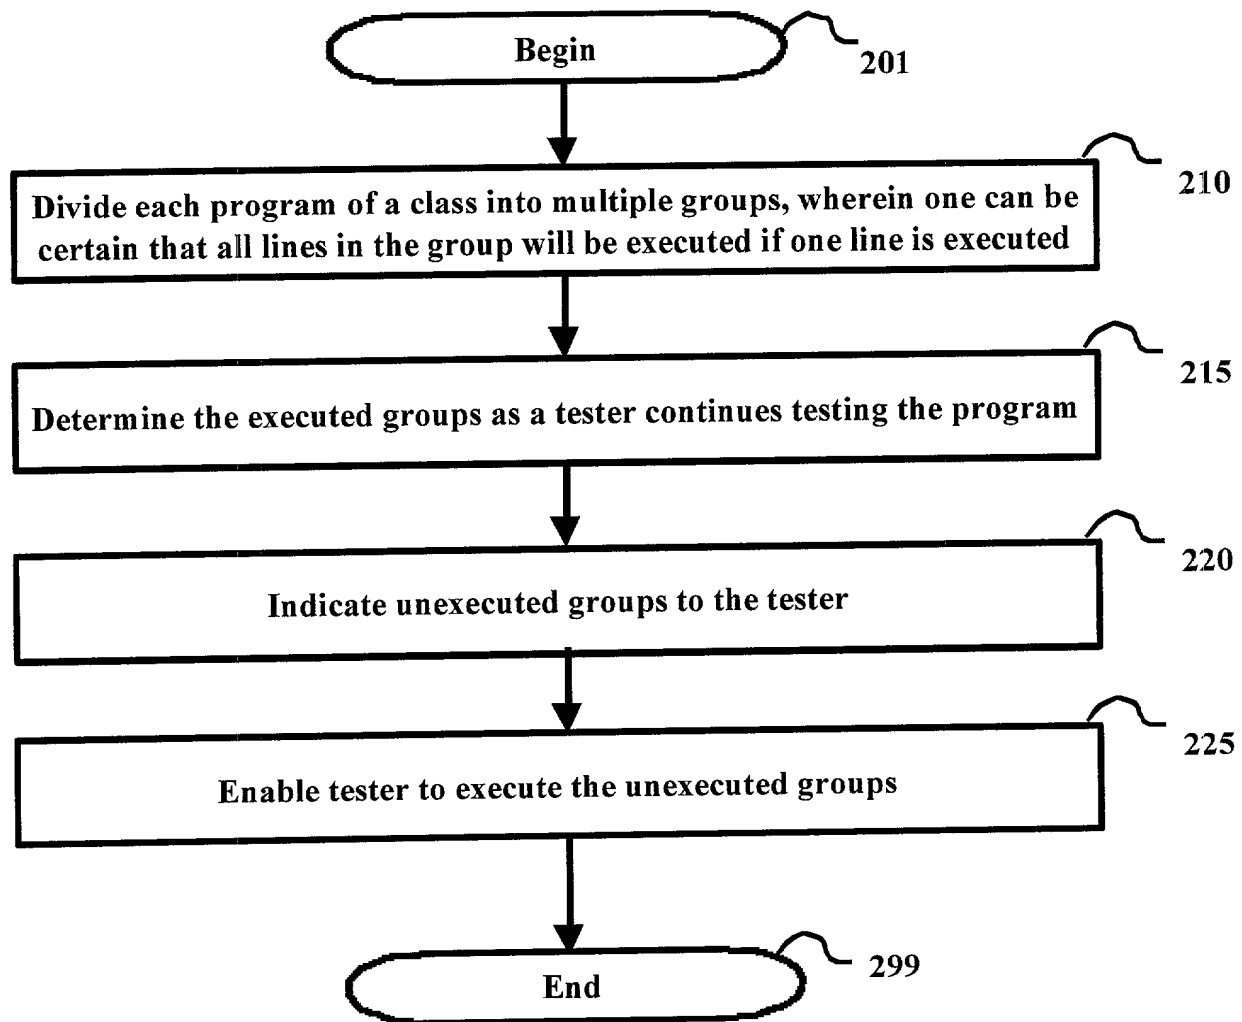 Begin
201
210
Divide each program of a class into multiple groups, wherein one can be
certain that all lines in the group will be executed if one line is executed
215
Determine the executed groups as a tester continues testing the program
220
Indicate unexecuted groups to the tester
225
Enable tester to execute the unexecuted groups
299
End